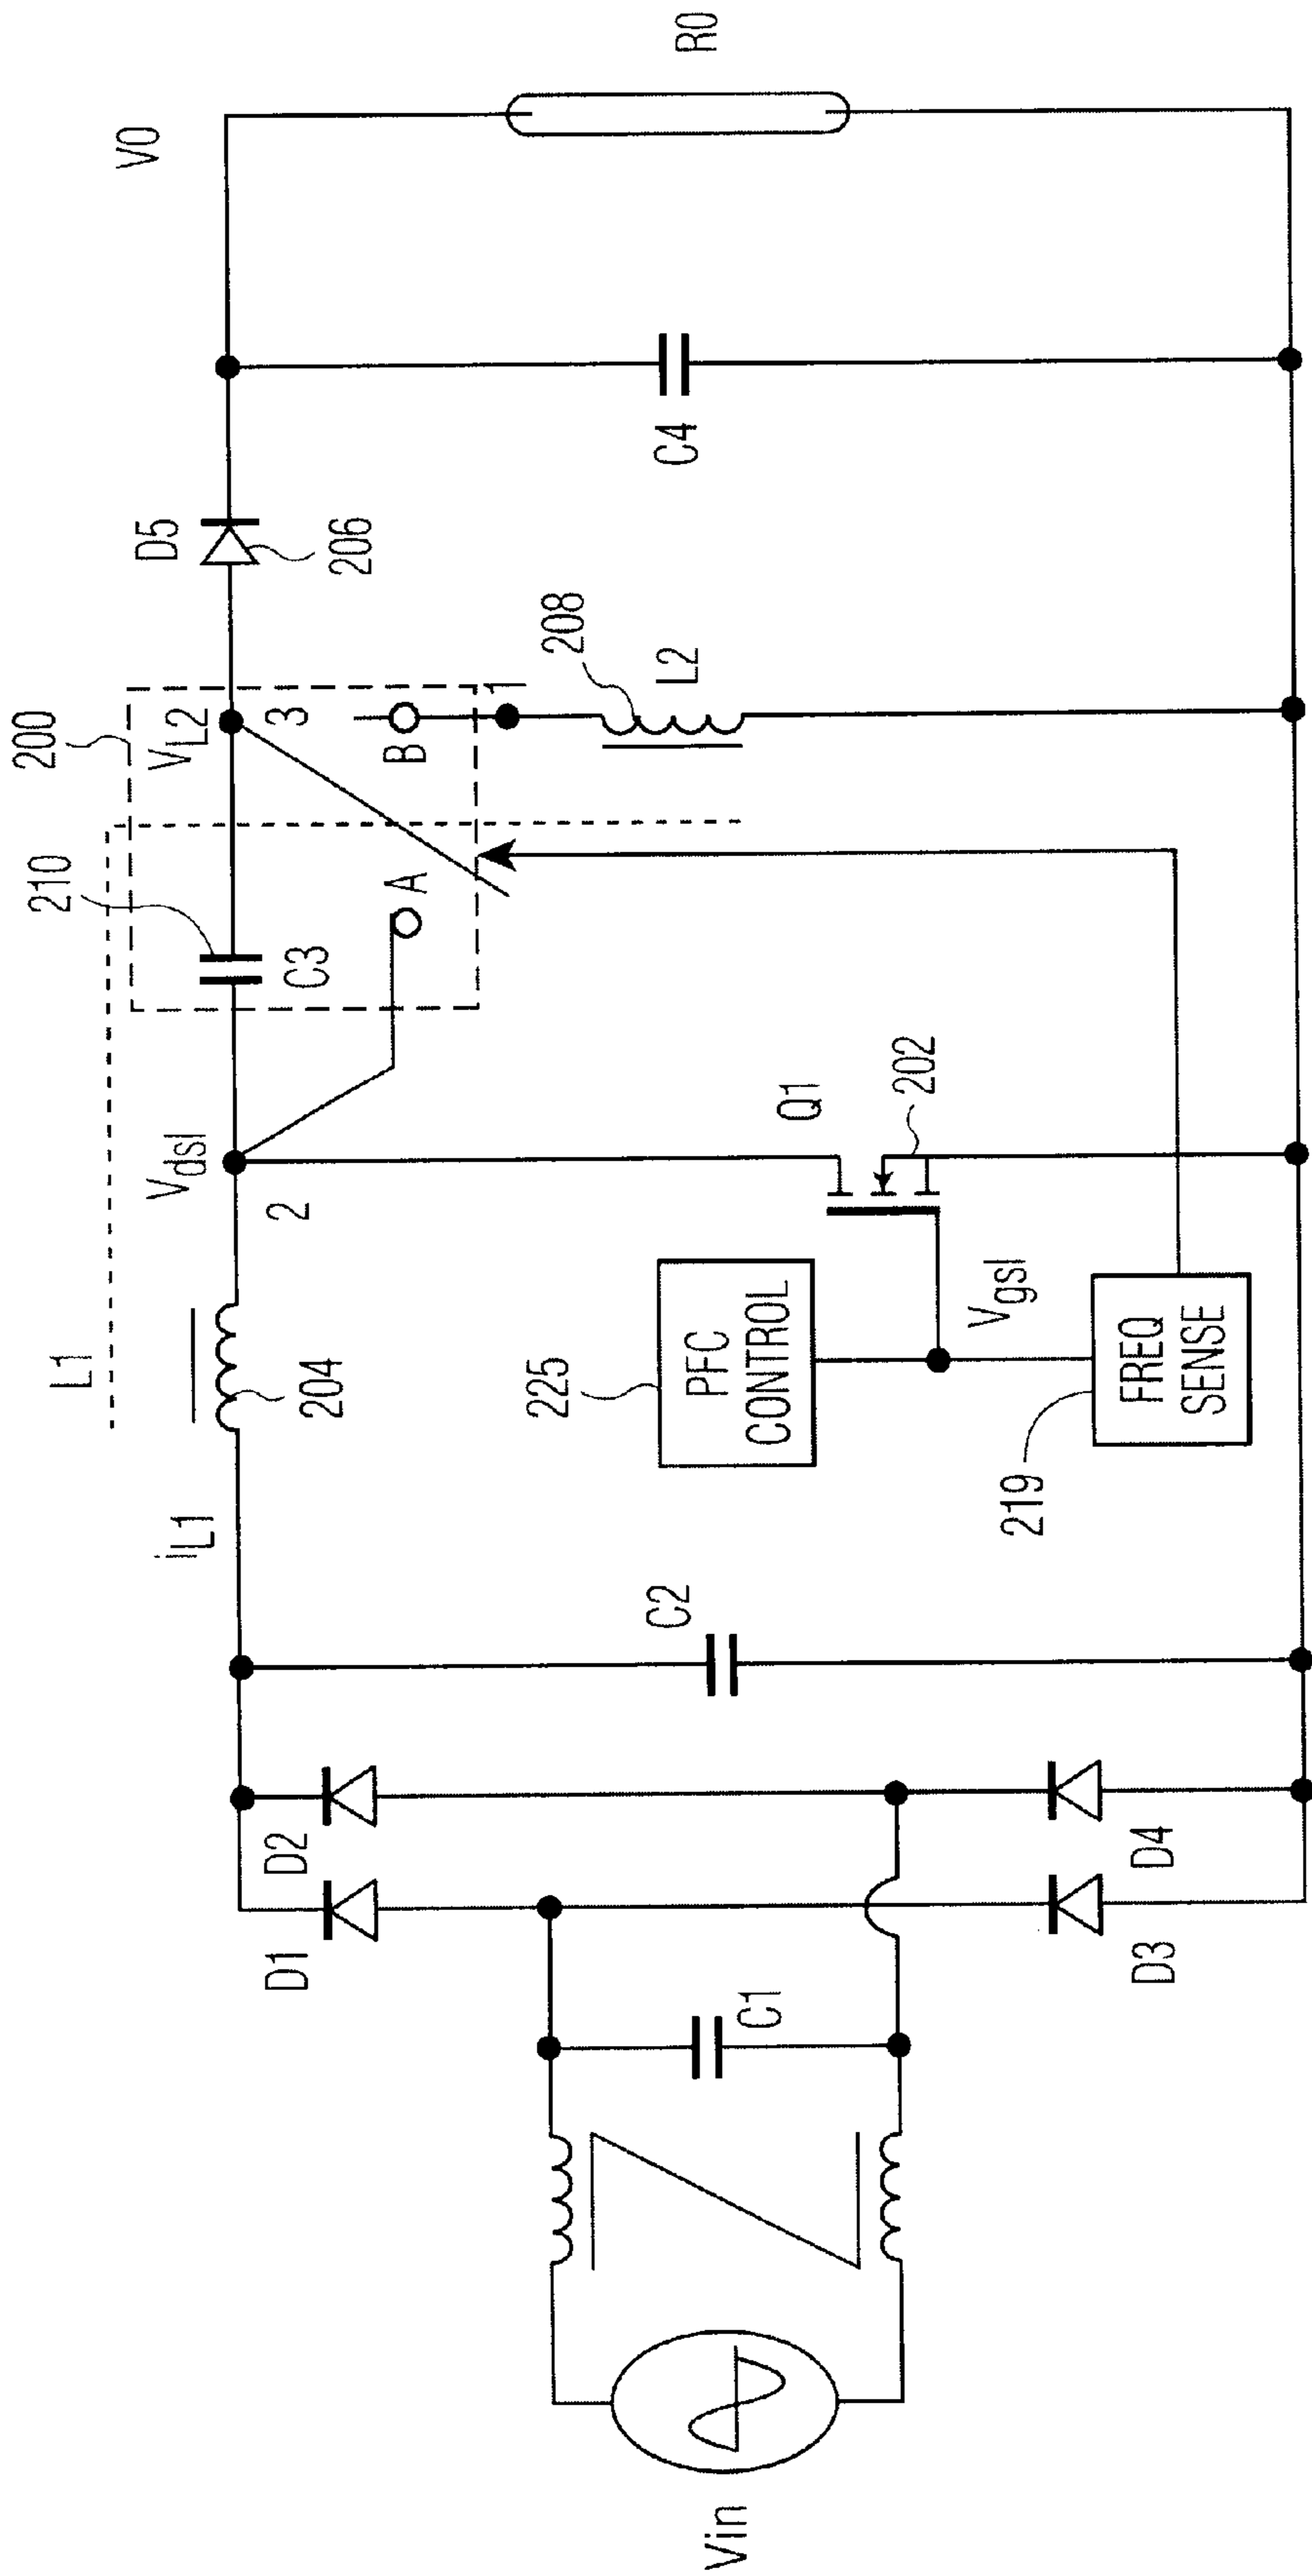 Vin
C1
D1
D2
D3
D4
C2
iL1
L1
204
Vdsl
2
210
C3
A
200
VL2
3
B
1
208
L2
D5
206
C4
V0
R0
225
PFC
CONTROL
Q1
202
Vgsl
219
FREQ
SENSE